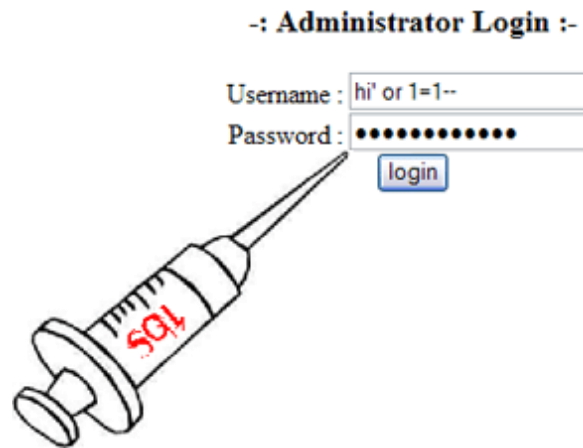 -: Administrator Login :-
Username : hi' or 1=1--
Password : ••••••••••••
login
SQL